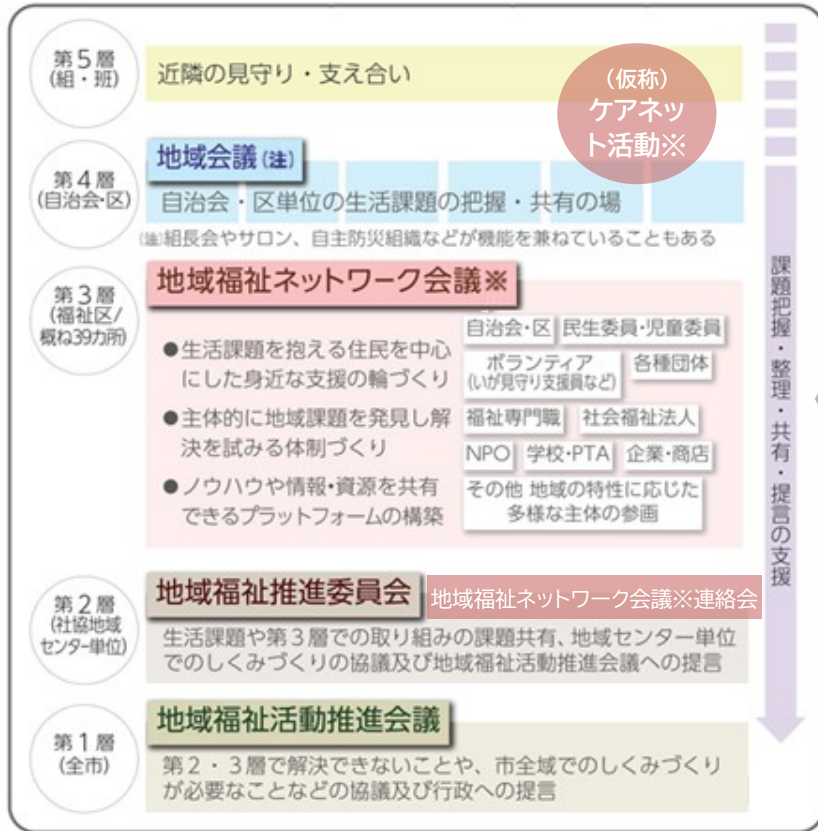 第5層
(組・班)
近隣の見守り・支え合い
(仮称)
ケアネッ
ト活動※
第4層
(自治会・区)
地域会議(注)
自治会・区単位の生活課題の把握・共有の場
(注)組長会やサロン、自主防災組織などが機能を兼ねていることもある
第3層
(福祉区/
概ね39カ所)
地域福祉ネットワーク会議※
●生活課題を抱える住民を中心
にした身近な支援の輪づくり
●主体的に地域課題を発見し解
決を試みる体制づくり
●ノウハウや情報・資源を共有
できるプラットフォームの構築
自治会・区
民生委員・児童委員
ボランティア
(いが見守り支援員など)
各種団体
福祉専門職
社会福祉法人
NPO
学校・PTA
企業・商店
その他 地域の特性に応じた
多様な主体の参画
第2層
(社協地域
センター単位)
地域福祉推進委員会
地域福祉ネットワーク会議※連絡会
生活課題や第3層での取り組みの課題共有、地域センター単位
でのしくみづくりの協議及び地域福祉活動推進会議への提言
第1層
(全市)
地域福祉活動推進会議
第2・3層で解決できないことや、市全域でのしくみづくり
が必要なことなどの協議及び行政への提言
課題把握・整理・共有・提言の支援